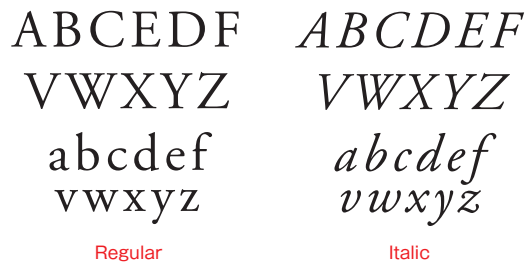 ABCEDF
VWXYZ
abcdef
vwxyz
Regular
ABCDEF
VWXYZ
abcdef
vwxyz
Italic